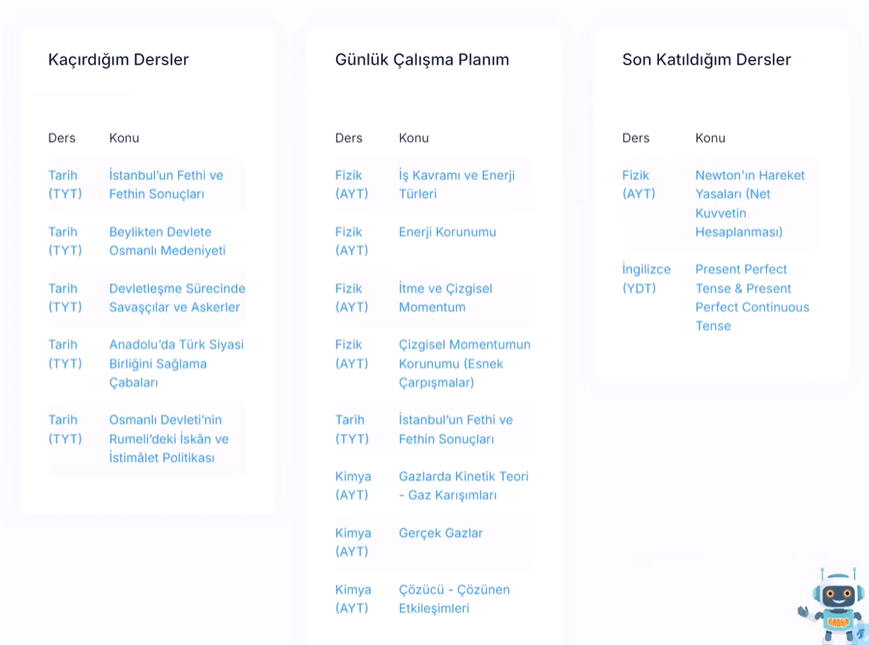 Kaçırdığım Dersler
Ders Konu
Tarih (TYT) İstanbul'un Fethi ve Fethin Sonuçları
Tarih (TYT) Beylikten Devlete Osmanlı Medeniyeti
Tarih (TYT) Devletleşme Sürecinde Savaşçılar ve Askerler
Tarih (TYT) Anadolu'da Türk Siyasi Birliğini Sağlama Çabaları
Tarih (TYT) Osmanlı Devleti'nin Rumeli'deki İskân ve İstimâlet Politikası
Günlük Çalışma Planım
Ders Konu
Fizik (AYT) İş Kavramı ve Enerji Türleri
Fizik (AYT) Enerji Korunumu
Fizik (AYT) İtme ve Çizgisel Momentum
Fizik (AYT) Çizgisel Momentumun Korunumu (Esnek Çarpışmalar)
Tarih (TYT) İstanbul'un Fethi ve Fethin Sonuçları
Kimya (AYT) Gazlarda Kinetik Teori - Gaz Karışımları
Kimya (AYT) Gerçek Gazlar
Kimya (AYT) Çözücü - Çözünen Etkileşimleri
Son Katıldığım Dersler
Ders Konu
Fizik (AYT) Newton'ın Hareket Yasaları (Net Kuvvetin Hesaplanması)
İngilizce (YDT) Present Perfect Tense & Present Perfect Continuous Tense